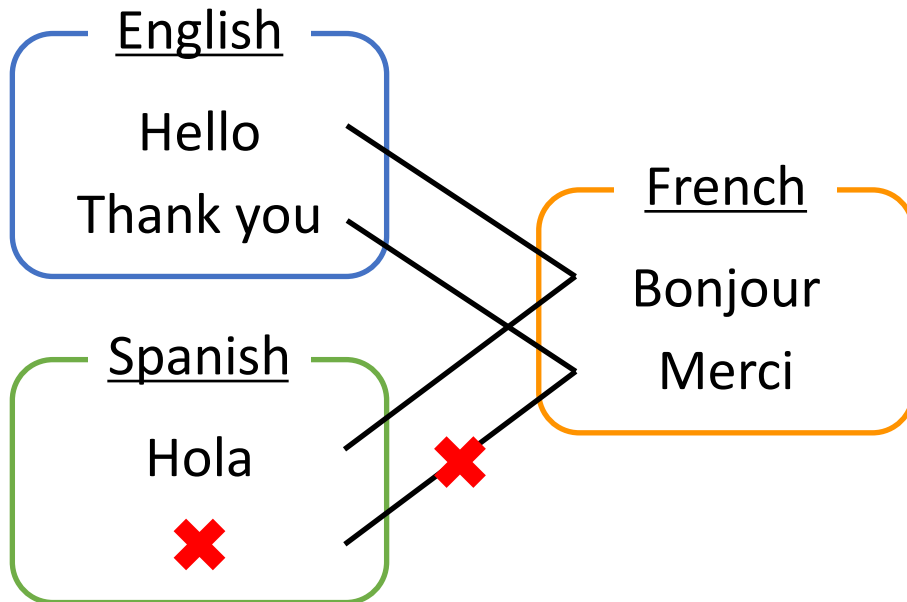 English
Hello
Thank you
Spanish
Hola
French
Bonjour
Merci